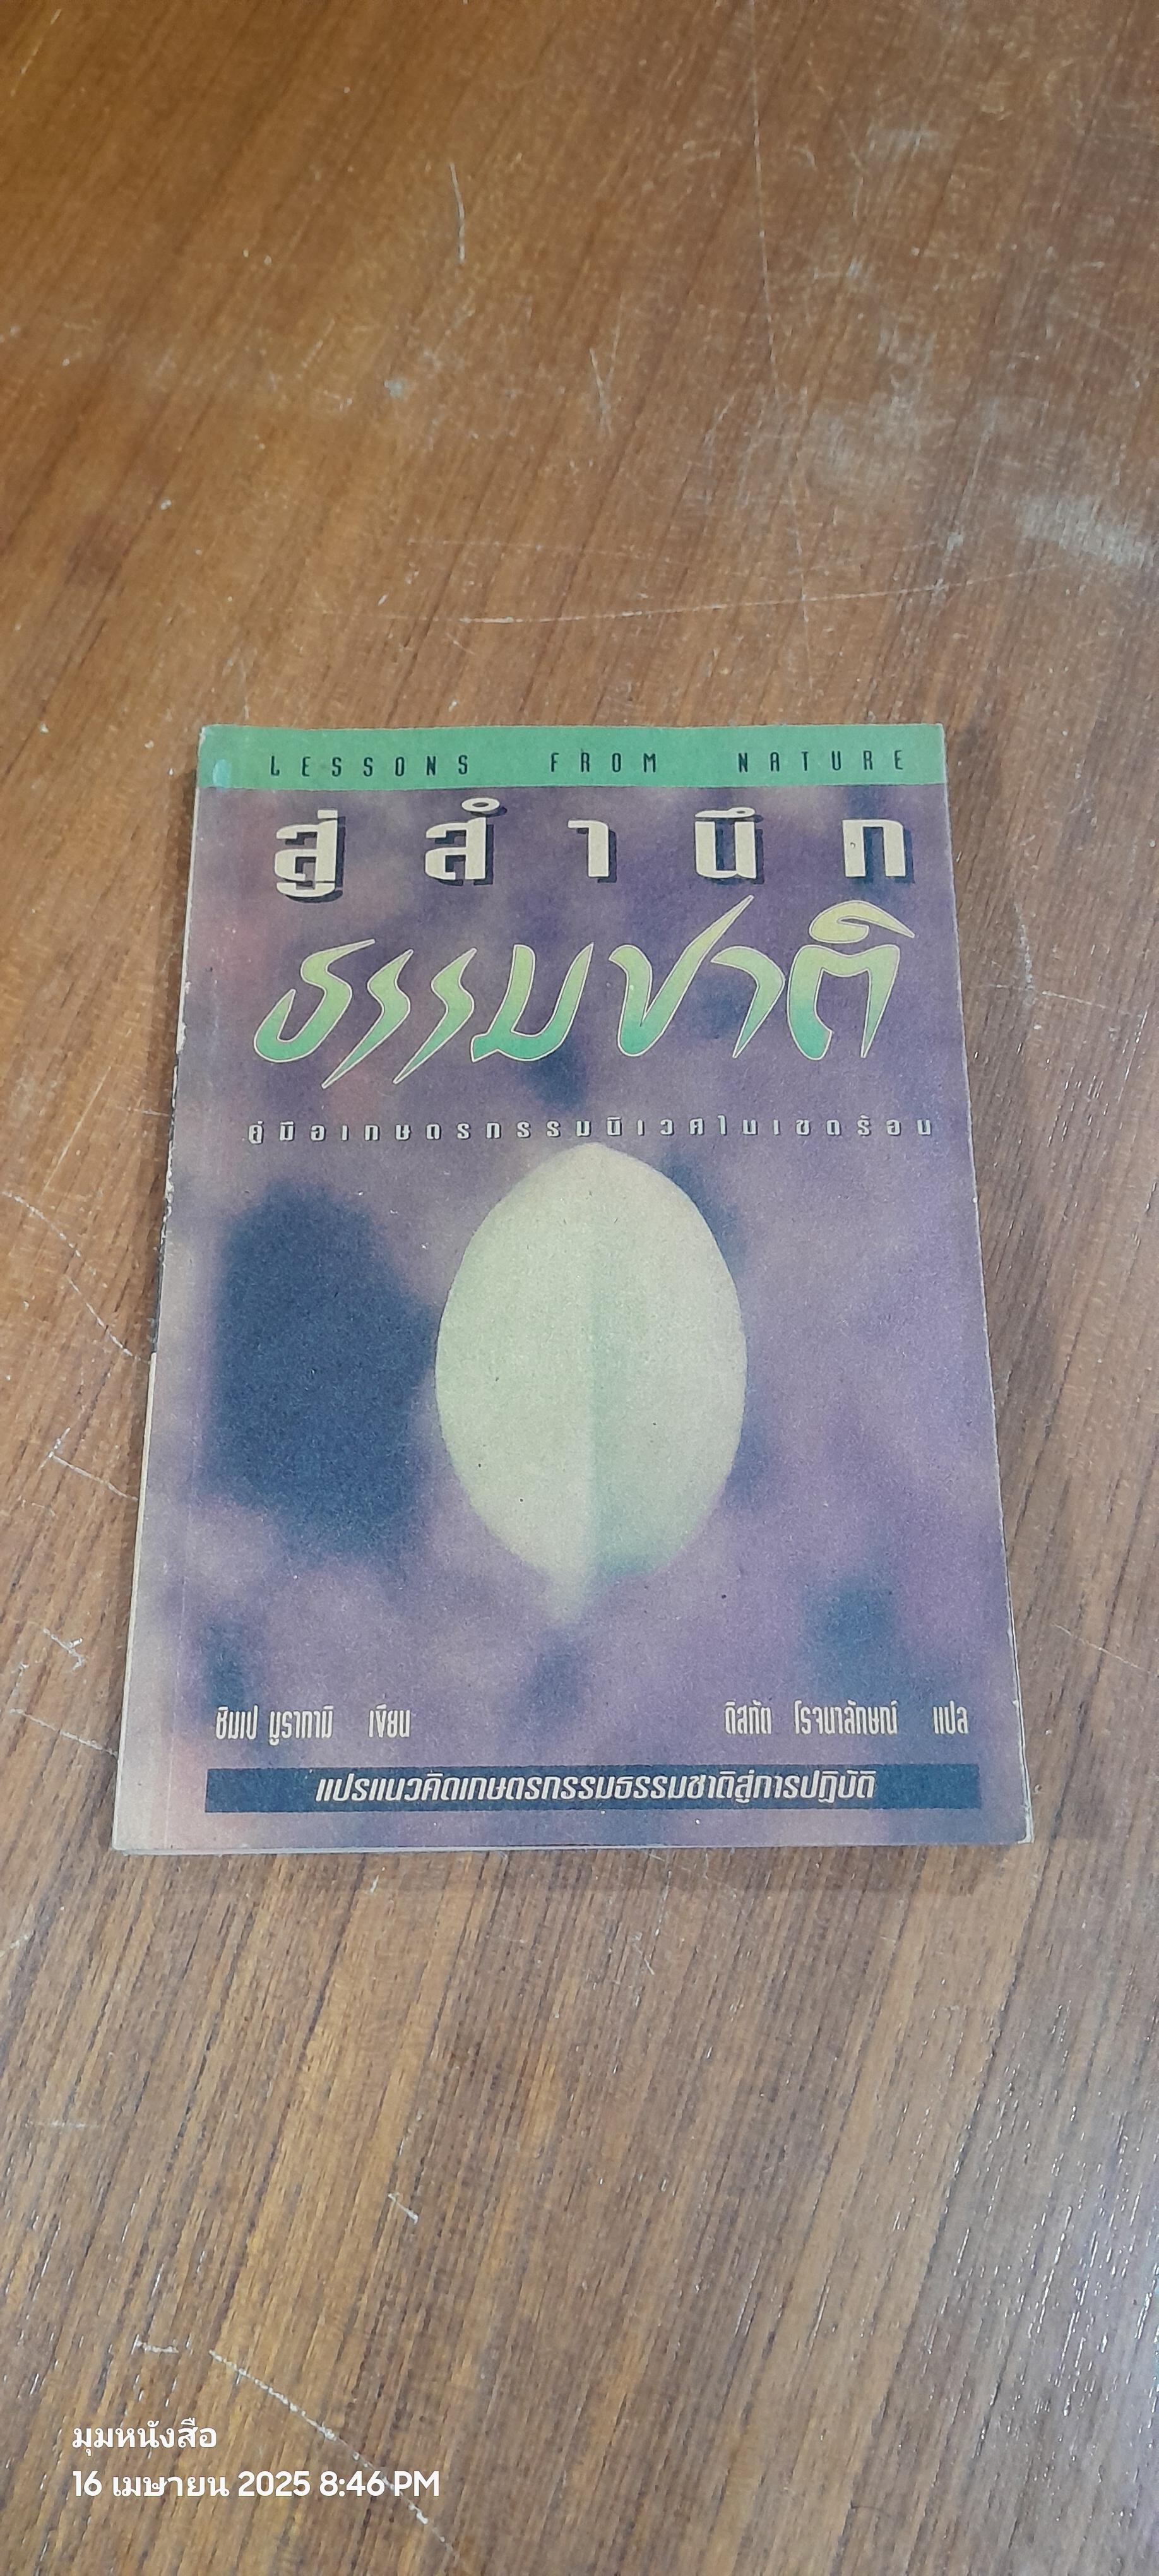 LESSONS FROM NATURE
สู่สำนึก
ธรรมชาติ
คู่มือเกษตรกรรมนิเวศในเขตร้อน
ชิมเป มูรากามิ เขียน
ดิสทัต โรจนาลักษณ์ แปล
แปรแนวคิดเกษตรกรรมธรรมชาติสู่การปฏิบัติ
มุมหนังสือ
16 เมษายน 2025 8:46 PM